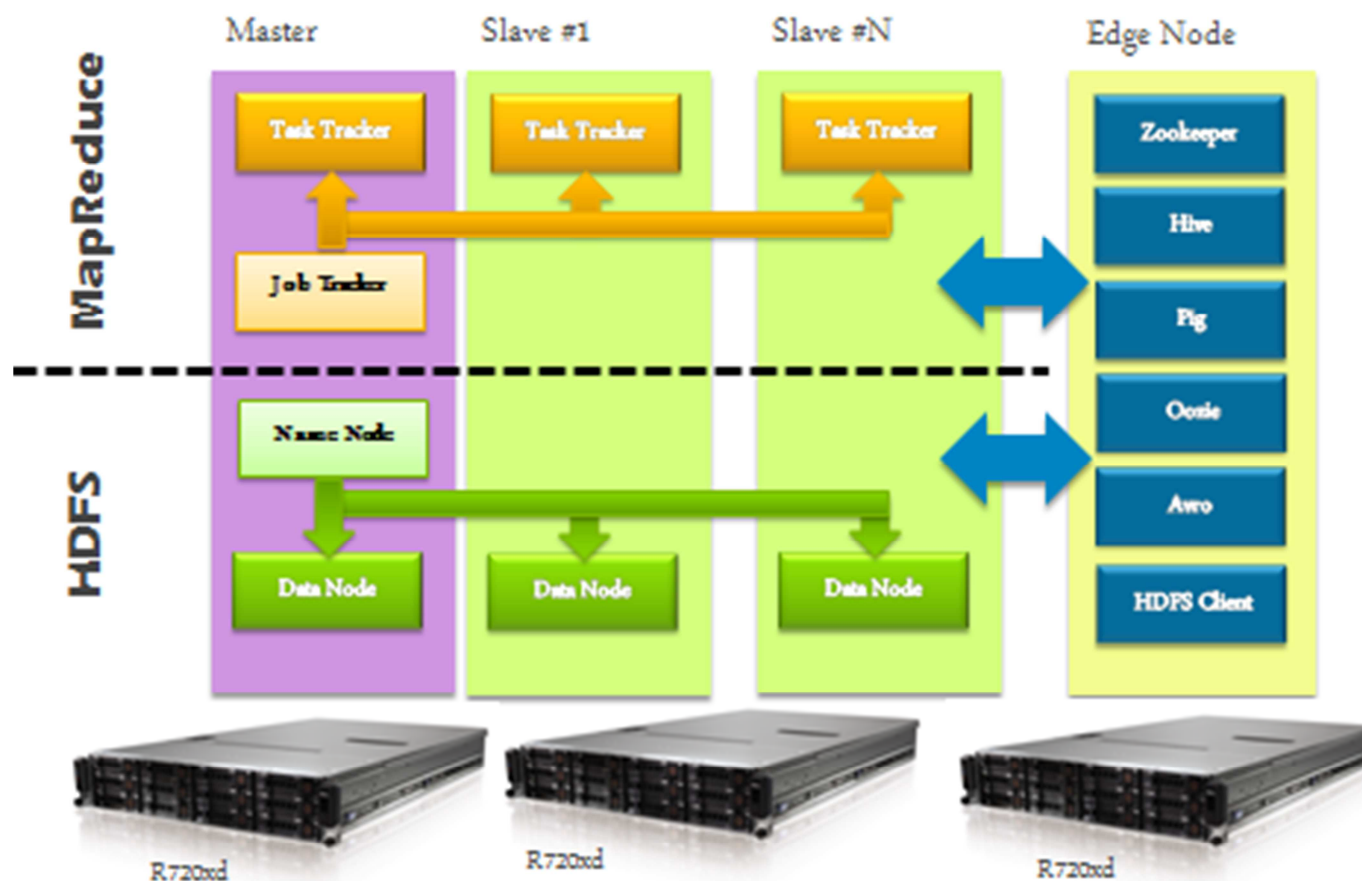 Master
Slave #1
Slave #N
Edge Node
MapReduce
Task Tracker
Task Tracker
Task Tracker
Zookeeper
Hive
Job Tracker
Pig
HDFS
Name Node
Oozie
Avro
Data Node
Data Node
Data Node
HDFS Client
R720xd
R720xd
R720xd